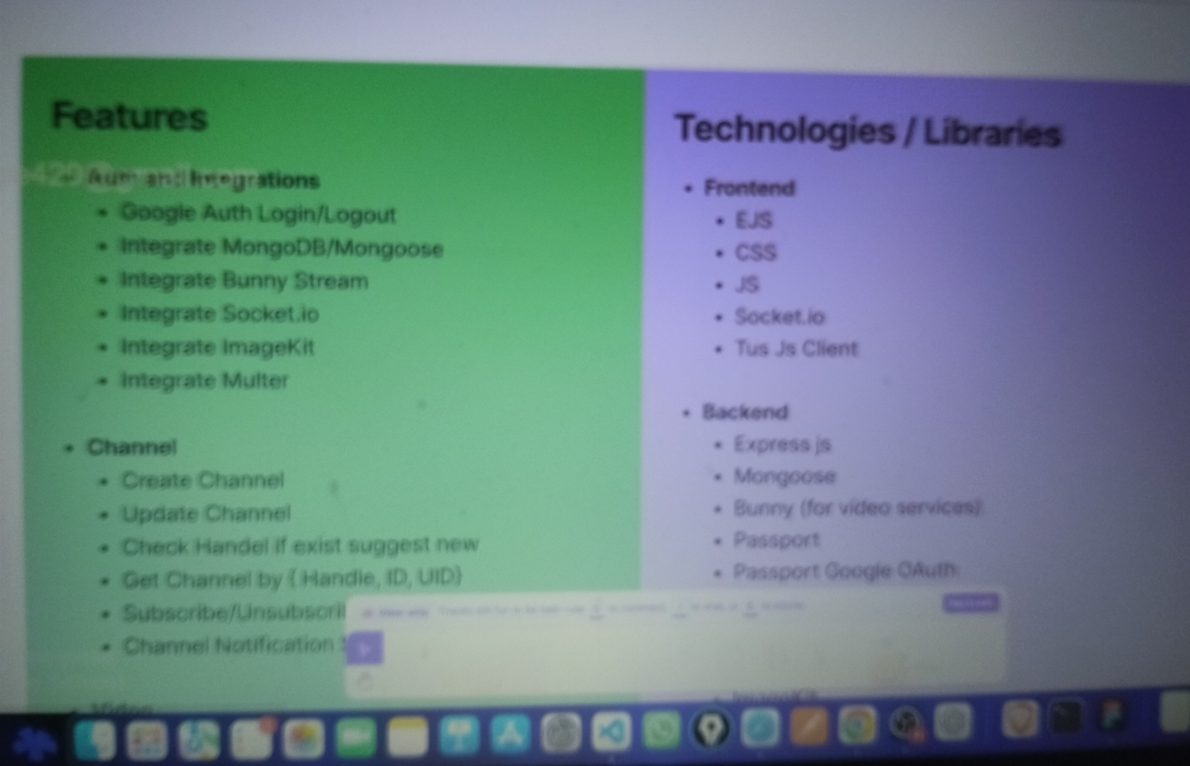 Features
Auth and Integrations
Google Auth Login/Logout
Integrate MongoDB/Mongoose
Integrate Bunny Stream
Integrate Socket.io
Integrate ImageKit
Integrate Multer
Channel
Create Channel
Update Channel
Check Handel if exist suggest new
Get Channel by ( Handle, ID, UID)
Subscribe/Unsubscri
Channel Notification
Video
Technologies / Libraries
Frontend
EJS
CSS
JS
Socket.io
Tus Js Client
Backend
Express js
Mongoose
Bunny (for video services)
Passport
Passport Google OAuth
ImageKit